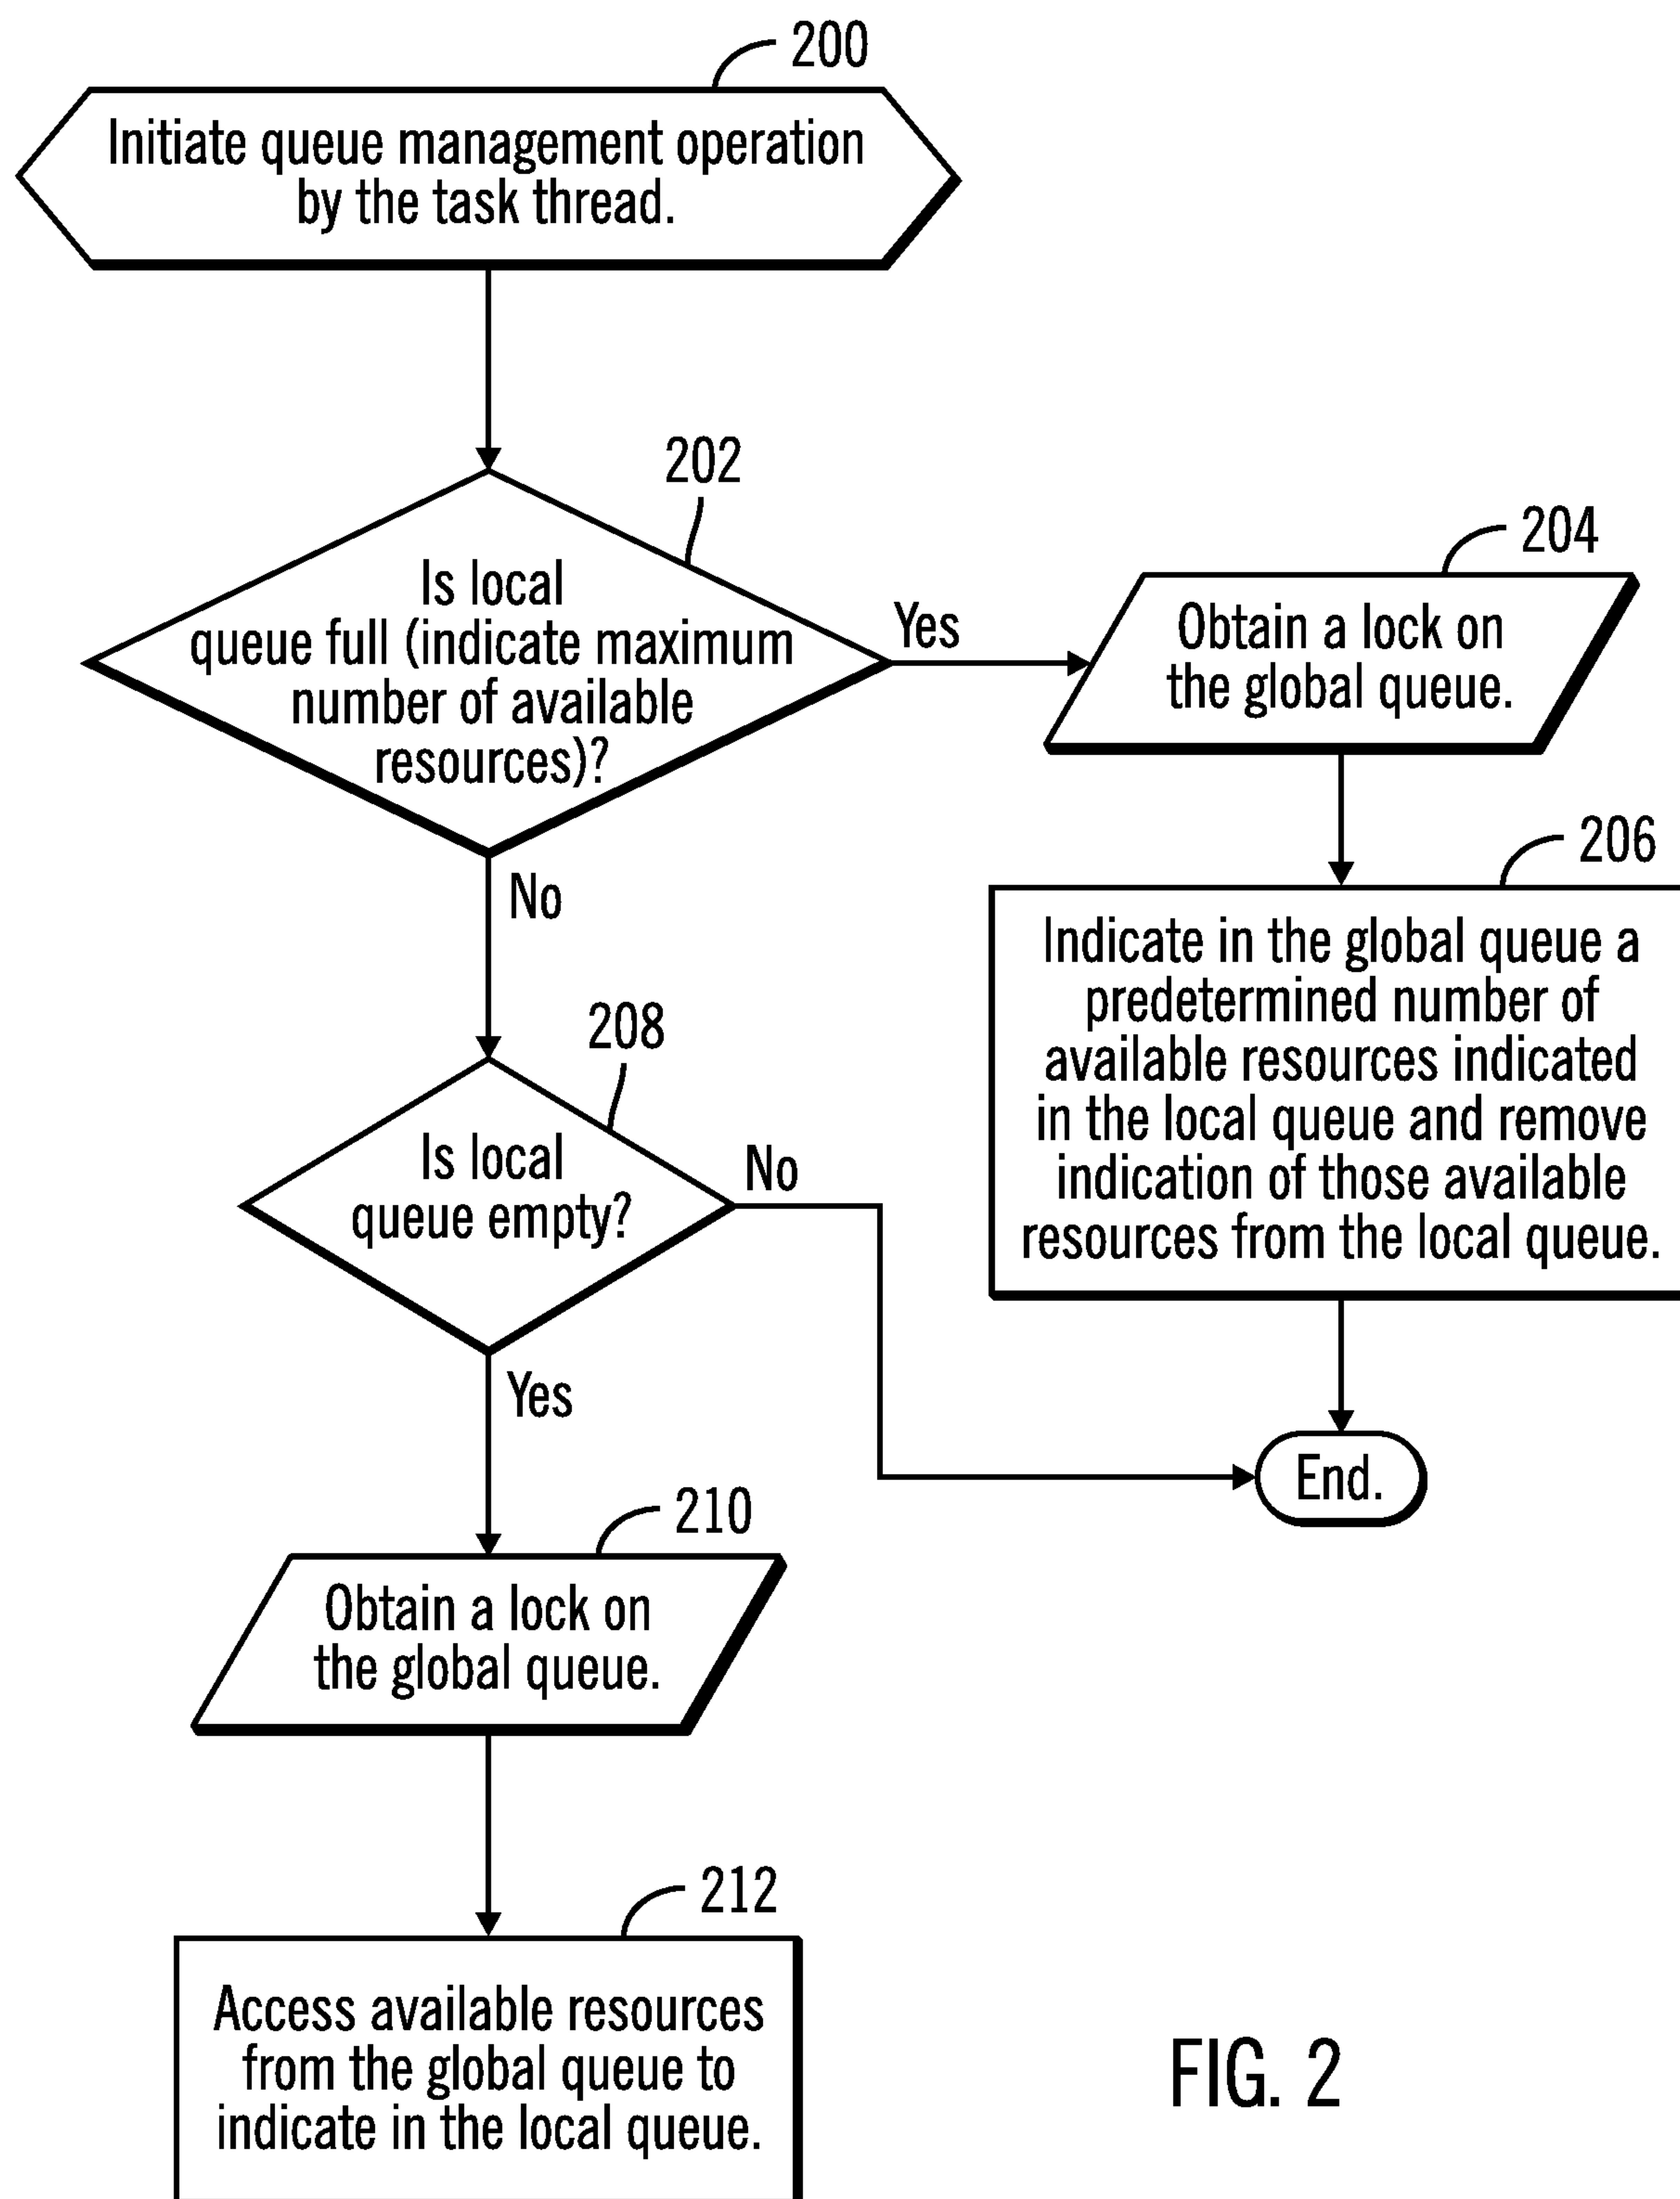 200
Initiate queue management operation
by the task thread.
202
Is local
queue full (indicate maximum
number of available
resources)?
Yes
204
Obtain a lock on
the global queue.
No
206
Indicate in the global queue a
predetermined number of
available resources indicated
in the local queue and remove
indication of those available
resources from the local queue.
208
Is local
queue empty?
No
Yes
End.
210
Obtain a lock on
the global queue.
212
Access available resources
from the global queue to
indicate in the local queue.
FIG. 2